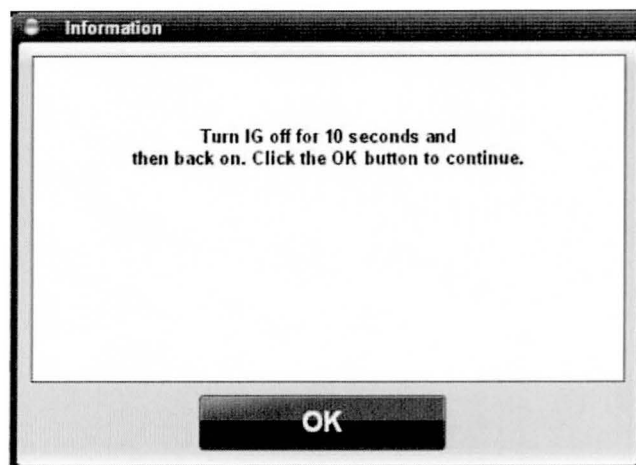 Information
Turn IG off for 10 seconds and
then back on. Click the OK button to continue.
OK